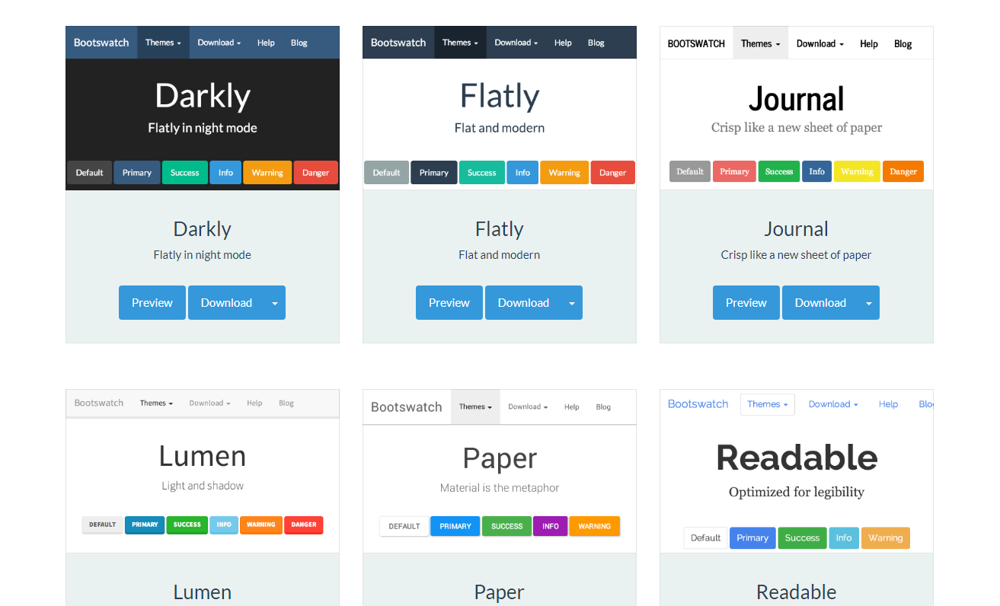 Bootswatch Themes Download Help Blog
Darkly
Flatly in night mode
Default Primary Success Info Warning Danger
Darkly
Flatly in night mode
Preview Download
Bootswatch Themes Download Help Blog
Flatly
Flat and modern
Default Primary Success Info Warning Danger
Flatly
Flat and modern
Preview Download
BOOTSWATCH Themes Download Help Blog
Journal
Crisp like a new sheet of paper
Default Primary Success Info Warning Danger
Journal
Crisp like a new sheet of paper
Preview Download
Bootswatch Themes Download Help Blog
Lumen
Light and shadow
DEFAULT PRIMARY SUCCESS INFO WARNING DANGER
Lumen
Bootswatch Themes Download Help Blog
Paper
Material is the metaphor
DEFAULT PRIMARY SUCCESS INFO WARNING
Paper
Bootswatch Themes Download Help
Readable
Optimized for legibility
Default Primary Success Info Warning
Readable